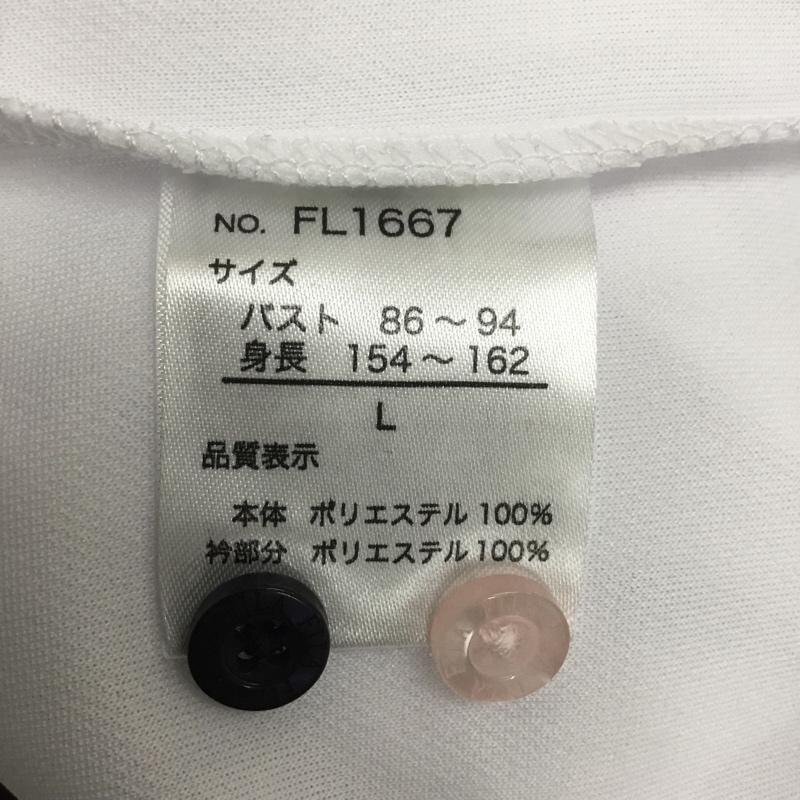 NO. FL1667
サイズ
バスト 86～94
身長 154～162
L
品質表示
本体 ポリエステル 100%
衿部分 ポリエステル 100%